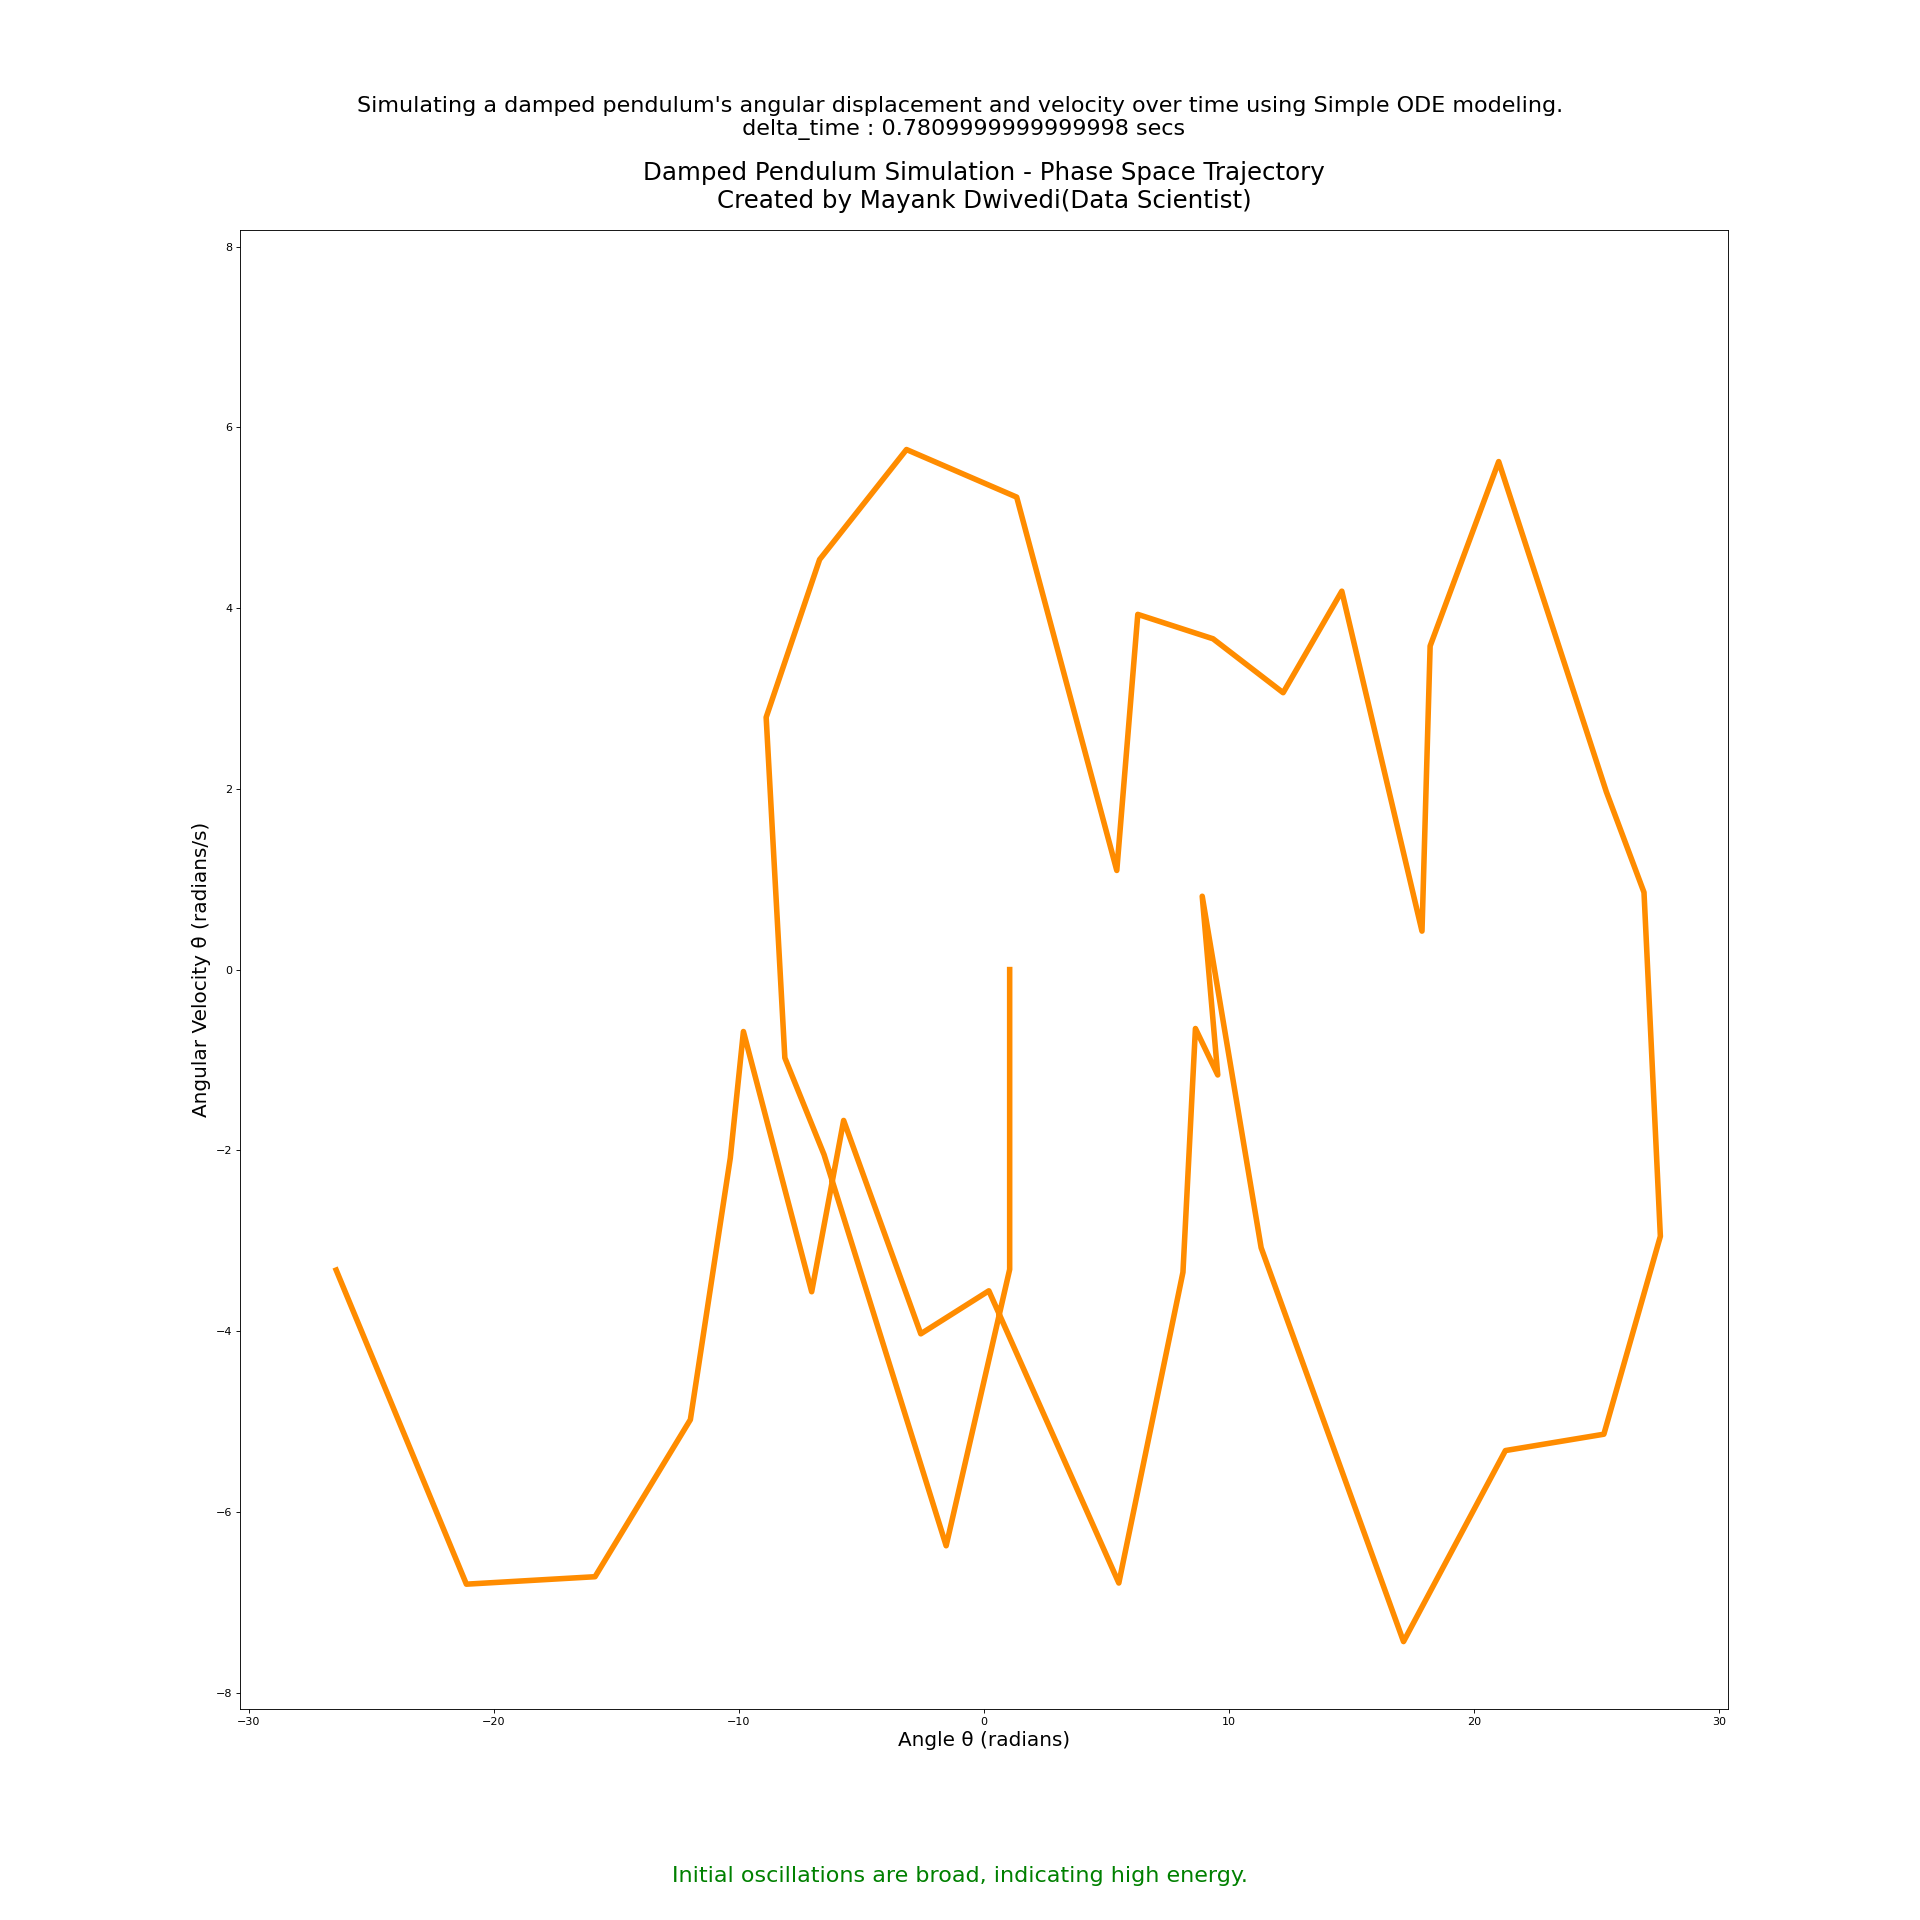 Simulating a damped pendulum's angular displacement and velocity over time using Simple ODE modeling.
delta_time : 0.7809999999999998 secs
Damped Pendulum Simulation - Phase Space Trajectory
Created by Mayank Dwivedi(Data Scientist)
Angular Velocity θ̇ (radians/s)
8
6
4
2
0
−2
−4
−6
−8
−30
−20
−10
0
10
20
30
Angle θ (radians)
Initial oscillations are broad, indicating high energy.